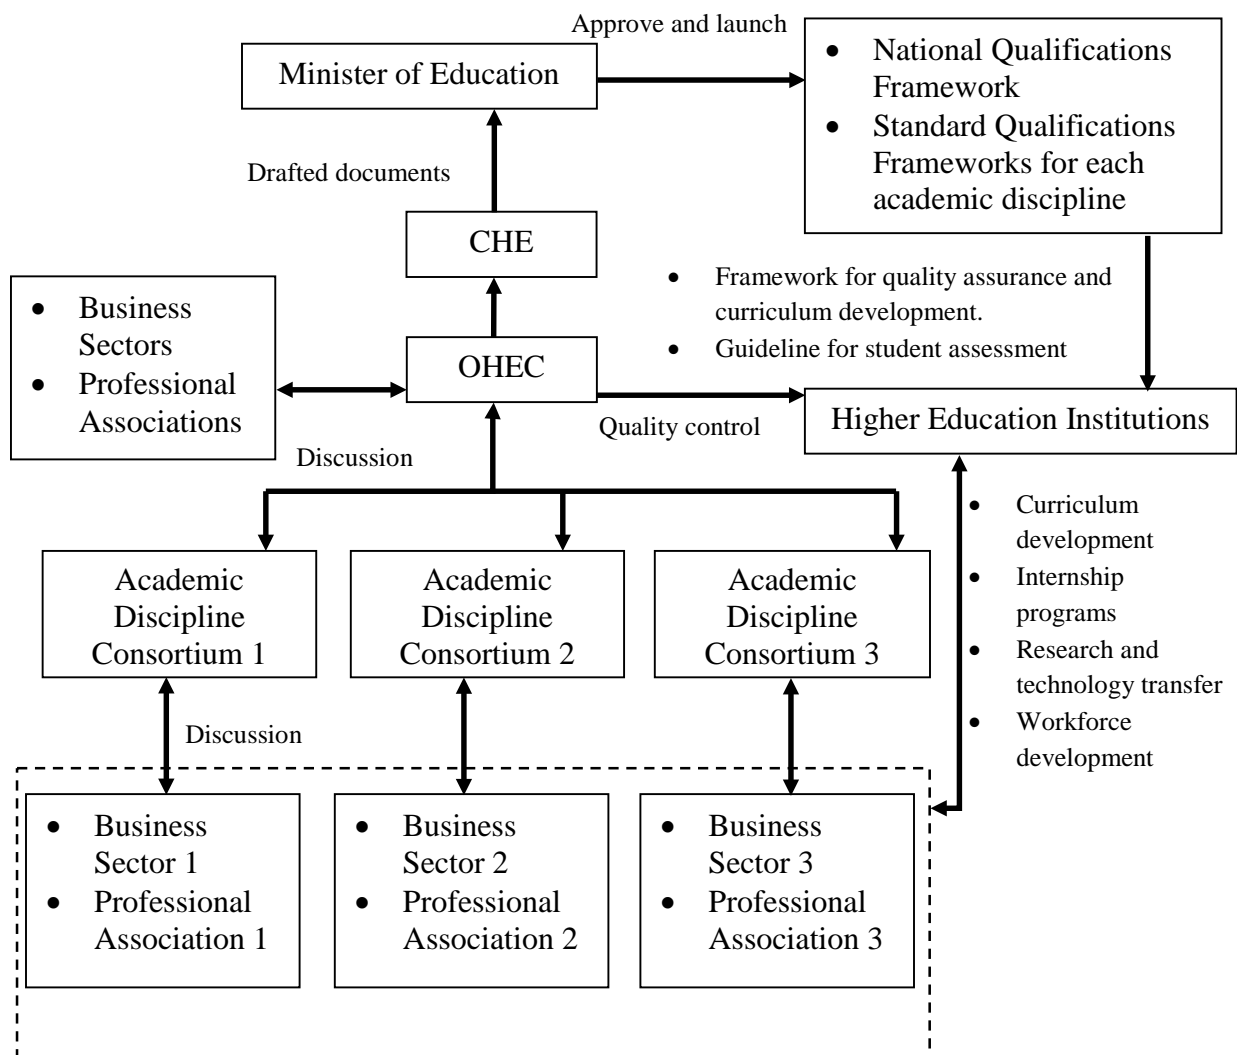 Approve and launch
Minister of Education
• National Qualifications
Framework
• Standard Qualifications
Frameworks for each
academic discipline
Drafted documents
CHE
• Business
Sectors
• Professional
Associations
OHEC
• Framework for quality assurance and
curriculum development.
• Guideline for student assessment
Quality control
Higher Education Institutions
Discussion
Academic
Discipline
Consortium 1
Academic
Discipline
Consortium 2
Academic
Discipline
Consortium 3
• Curriculum
development
• Internship
programs
• Research and
technology transfer
• Workforce
development
Discussion
• Business
Sector 1
• Professional
Association 1
• Business
Sector 2
• Professional
Association 2
• Business
Sector 3
• Professional
Association 3